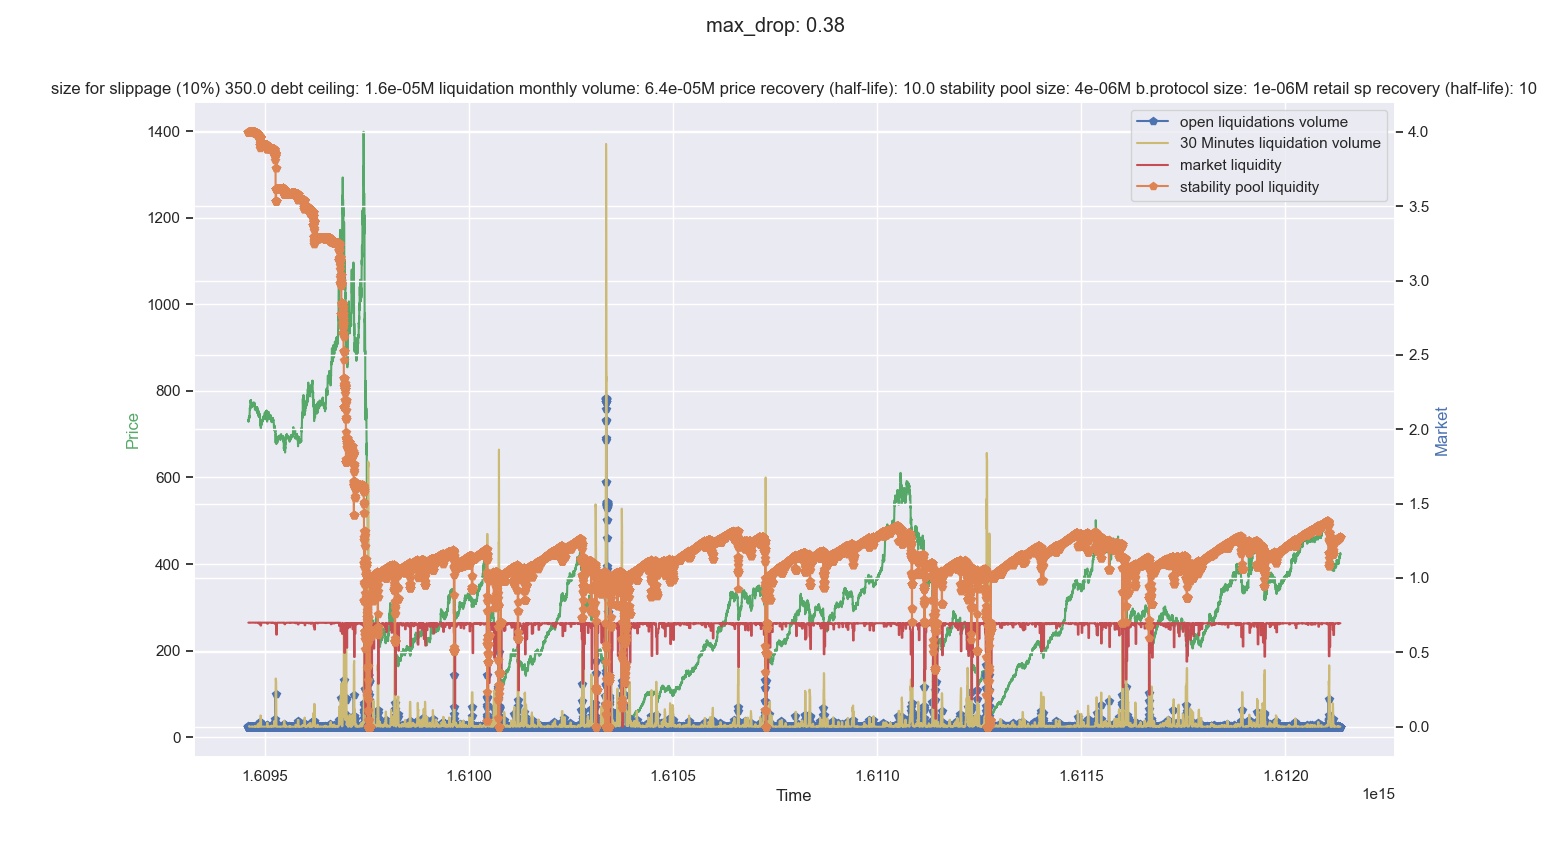 max_drop: 0.38
size for slippage (10%) 350.0 debt ceiling: 1.6e-05M liquidation monthly volume: 6.4e-05M price recovery (half-life): 10.0 stability pool size: 4e-06M b.protocol size: 1e-06M retail sp recovery (half-life): 10
open liquidations volume
30 Minutes liquidation volume
market liquidity
stability pool liquidity
1400
1200
1000
800
600
400
200
0
Price
4.0
3.5
3.0
2.5
2.0
1.5
1.0
0.5
0.0
Market
1.6095 1.6100 1.6105 1.6110 1.6115 1.6120
Time
1e15